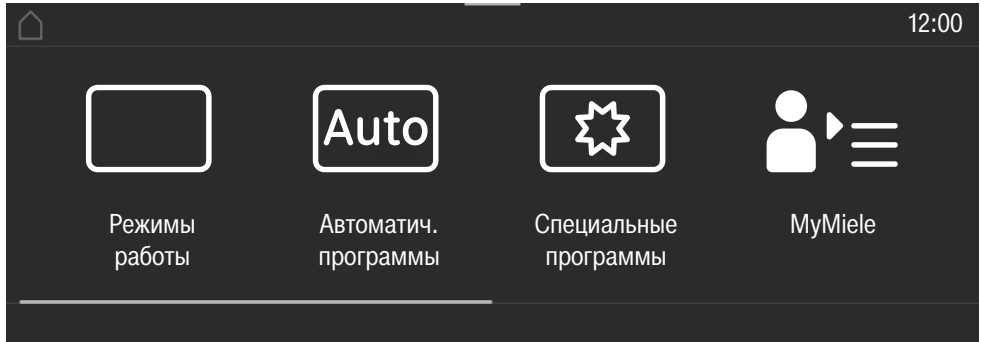 12:00
Auto
Режимы
работы
Автоматич.
программы
Специальные
программы
MyMiele